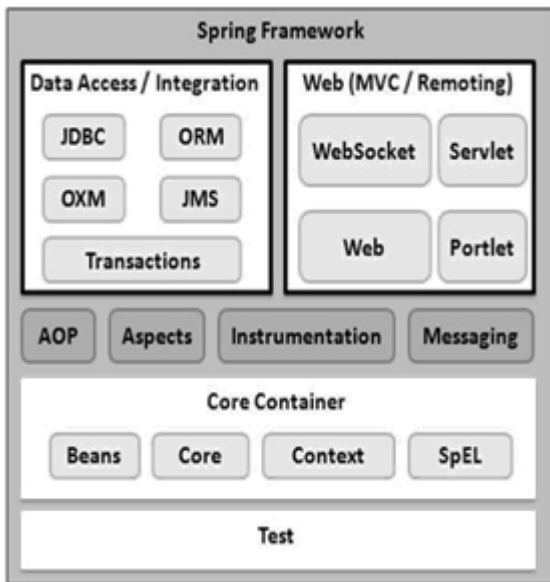 Spring Framework
Data Access / Integration
JDBC
ORM
OXM
JMS
Transactions
Web (MVC / Remoting)
WebSocket
Servlet
Web
Portlet
AOP
Aspects
Instrumentation
Messaging
Core Container
Beans
Core
Context
SpEL
Test